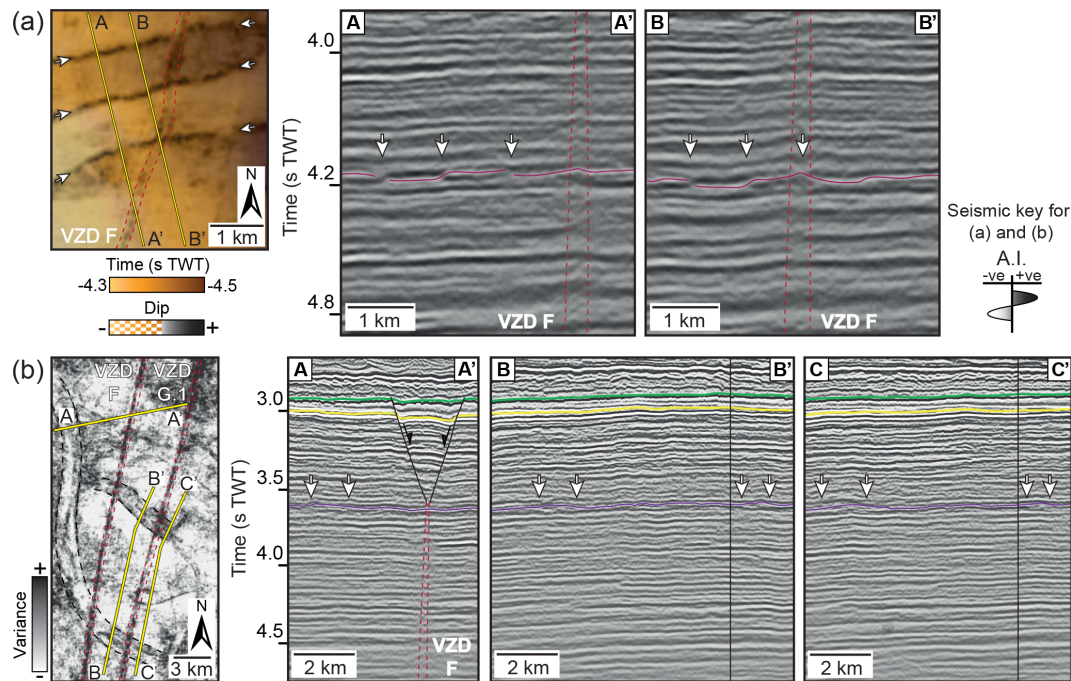 (a)
A
B
VZD F
A'
B'
N
1 km
Time (s TWT)
-4.3
-4.5
Dip
-
+
Time (s TWT)
4.0
4.2
4.8
A
A'
1 km
VZD F
B
B'
1 km
VZD F
Seismic key for
(a) and (b)
A.I.
-ve
+ve
(b)
VZD
F
VZD
G.1
A
A'
B'
C'
B
C
N
3 km
+
Variance
-
Time (s TWT)
3.0
3.5
4.0
4.5
A
A'
2 km
VZD
F
B
B'
2 km
C
C'
2 km